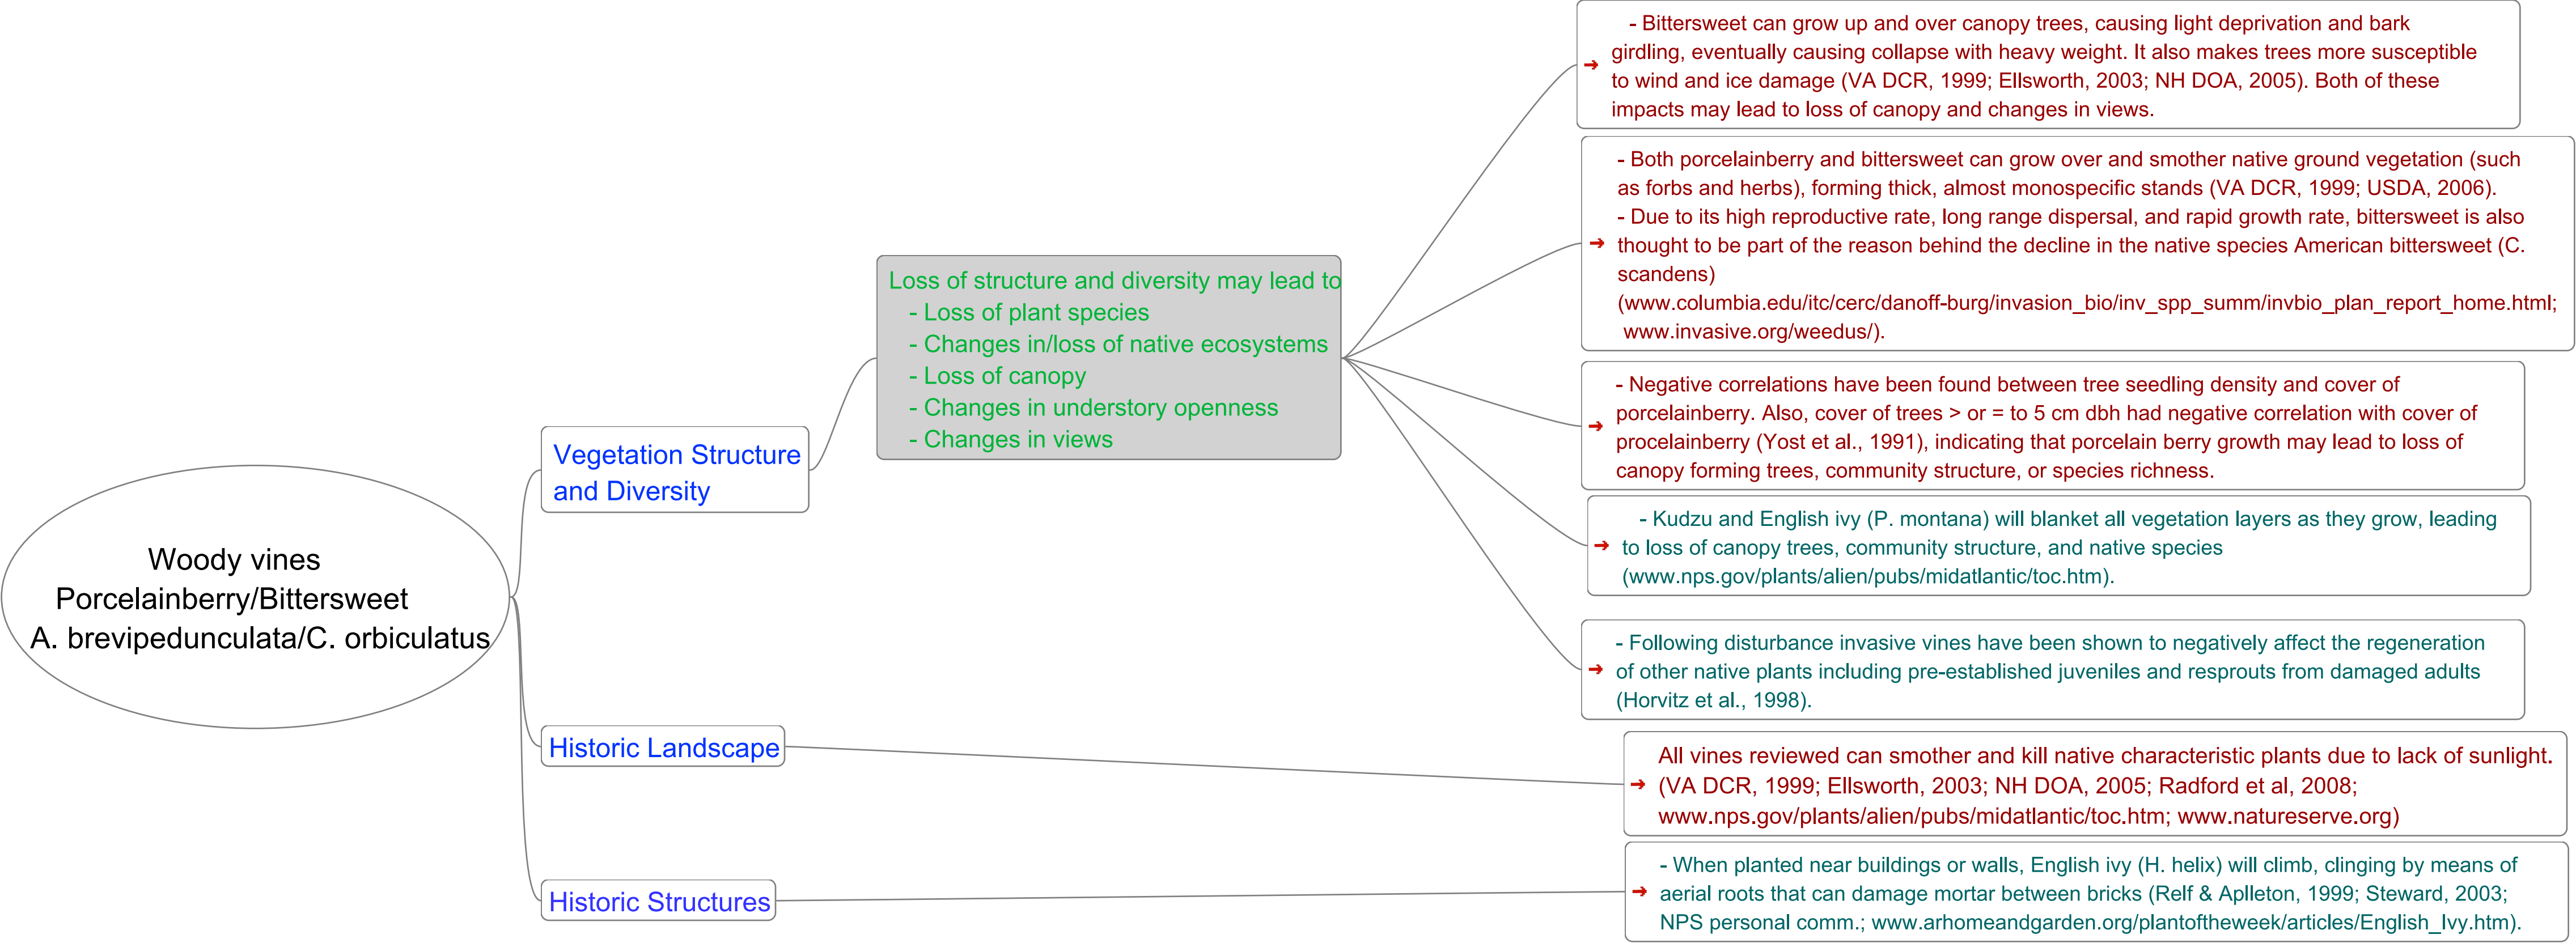 Woody vines
Porcelainberry/Bittersweet
A. brevipedunculata/C. orbiculatus
Vegetation Structure
and Diversity
Loss of structure and diversity may lead to
- Loss of plant species
- Changes in/loss of native ecosystems
- Loss of canopy
- Changes in understory openness
- Changes in views
- Bittersweet can grow up and over canopy trees, causing light deprivation and bark
girdling, eventually causing collapse with heavy weight. It also makes trees more susceptible
to wind and ice damage (VA DCR, 1999; Ellsworth, 2003; NH DOA, 2005). Both of these
impacts may lead to loss of canopy and changes in views.
- Both porcelainberry and bittersweet can grow over and smother native ground vegetation (such
as forbs and herbs), forming thick, almost monospecific stands (VA DCR, 1999; USDA, 2006).
- Due to its high reproductive rate, long range dispersal, and rapid growth rate, bittersweet is also
thought to be part of the reason behind the decline in the native species American bittersweet (C.
scandens)
(www.columbia.edu/itc/cerc/danoff-burg/invasion_bio/inv_spp_summ/invbio_plan_report_home.html;
www.invasive.org/weedus/).
- Negative correlations have been found between tree seedling density and cover of
porcelainberry. Also, cover of trees > or = to 5 cm dbh had negative correlation with cover of
procelainberry (Yost et al., 1991), indicating that porcelain berry growth may lead to loss of
canopy forming trees, community structure, or species richness.
- Kudzu and English ivy (P. montana) will blanket all vegetation layers as they grow, leading
to loss of canopy trees, community structure, and native species
(www.nps.gov/plants/alien/pubs/midatlantic/toc.htm).
- Following disturbance invasive vines have been shown to negatively affect the regeneration
of other native plants including pre-established juveniles and resprouts from damaged adults
(Horvitz et al., 1998).
Historic Landscape
All vines reviewed can smother and kill native characteristic plants due to lack of sunlight.
(VA DCR, 1999; Ellsworth, 2003; NH DOA, 2005; Radford et al, 2008;
www.nps.gov/plants/alien/pubs/midatlantic/toc.htm; www.natureserve.org)
Historic Structures
- When planted near buildings or walls, English ivy (H. helix) will climb, clinging by means of
aerial roots that can damage mortar between bricks (Relf & Aplleton, 1999; Steward, 2003;
NPS personal comm.; www.arhomeandgarden.org/plantoftheweek/articles/English_Ivy.htm).